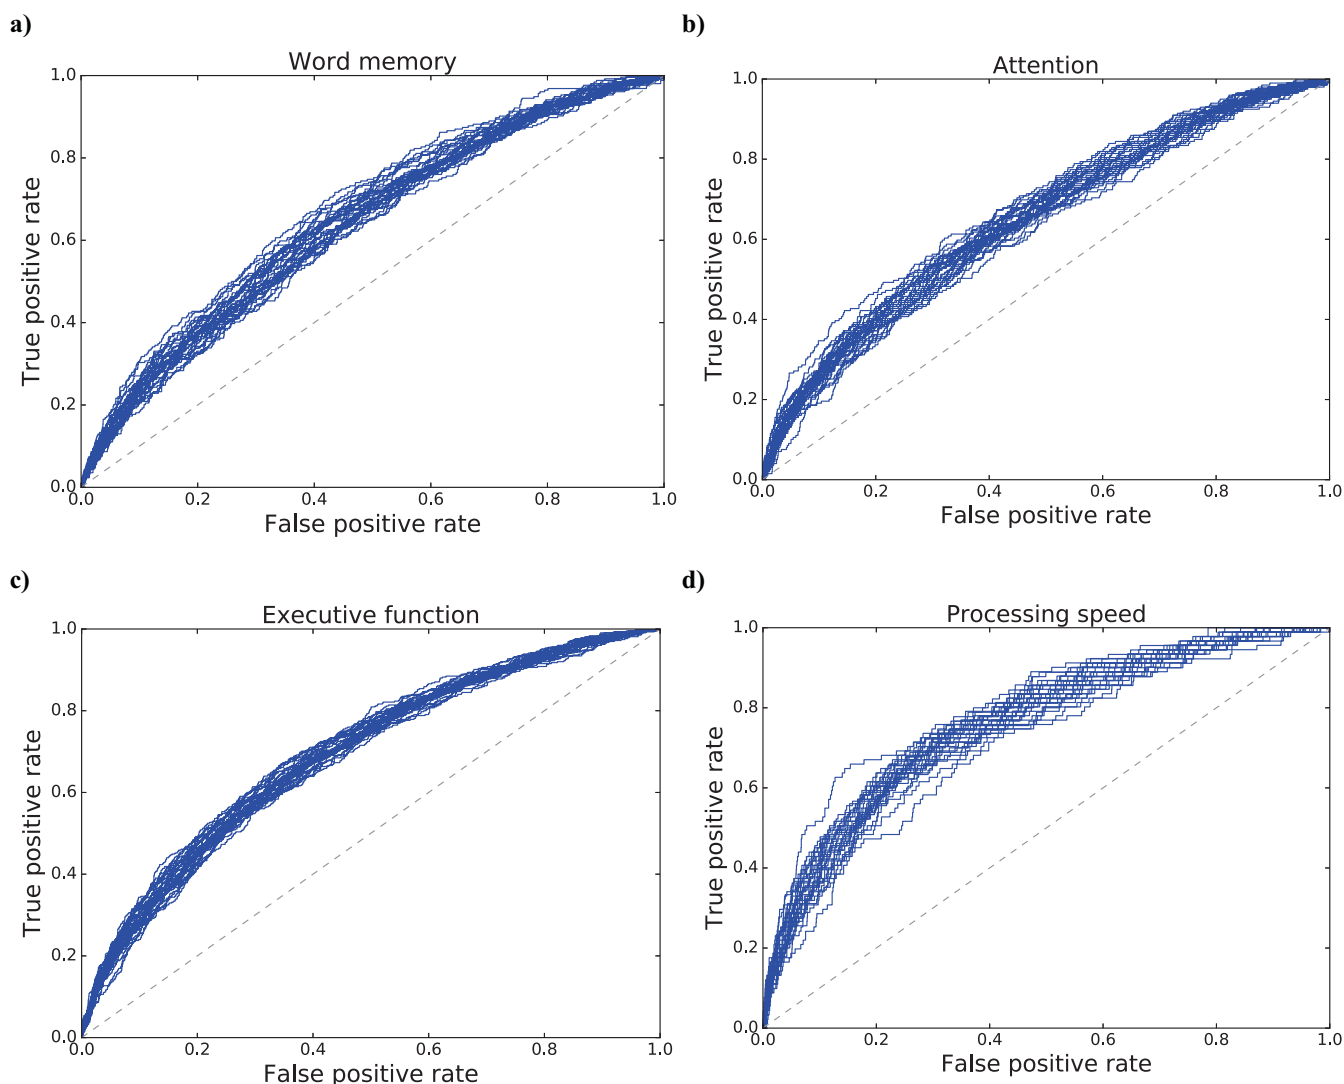 a)
Word memory
1.0
0.8
0.6
0.4
0.2
0.0
True positive rate
0.0 0.2 0.4 0.6 0.8 1.0
False positive rate
b)
Attention
1.0
0.8
0.6
0.4
0.2
0.0
True positive rate
0.0 0.2 0.4 0.6 0.8 1.0
False positive rate
c)
Executive function
1.0
0.8
0.6
0.4
0.2
0.0
True positive rate
0.0 0.2 0.4 0.6 0.8 1.0
False positive rate
d)
Processing speed
1.0
0.8
0.6
0.4
0.2
0.0
True positive rate
0.0 0.2 0.4 0.6 0.8 1.0
False positive rate